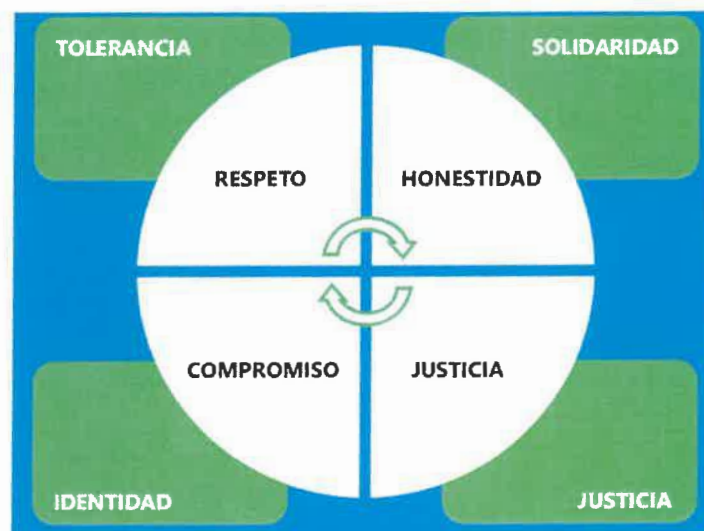 TOLERANCIA
SOLIDARIDAD
RESPETO
HONESTIDAD
COMPROMISO
JUSTICIA
IDENTIDAD
JUSTICIA